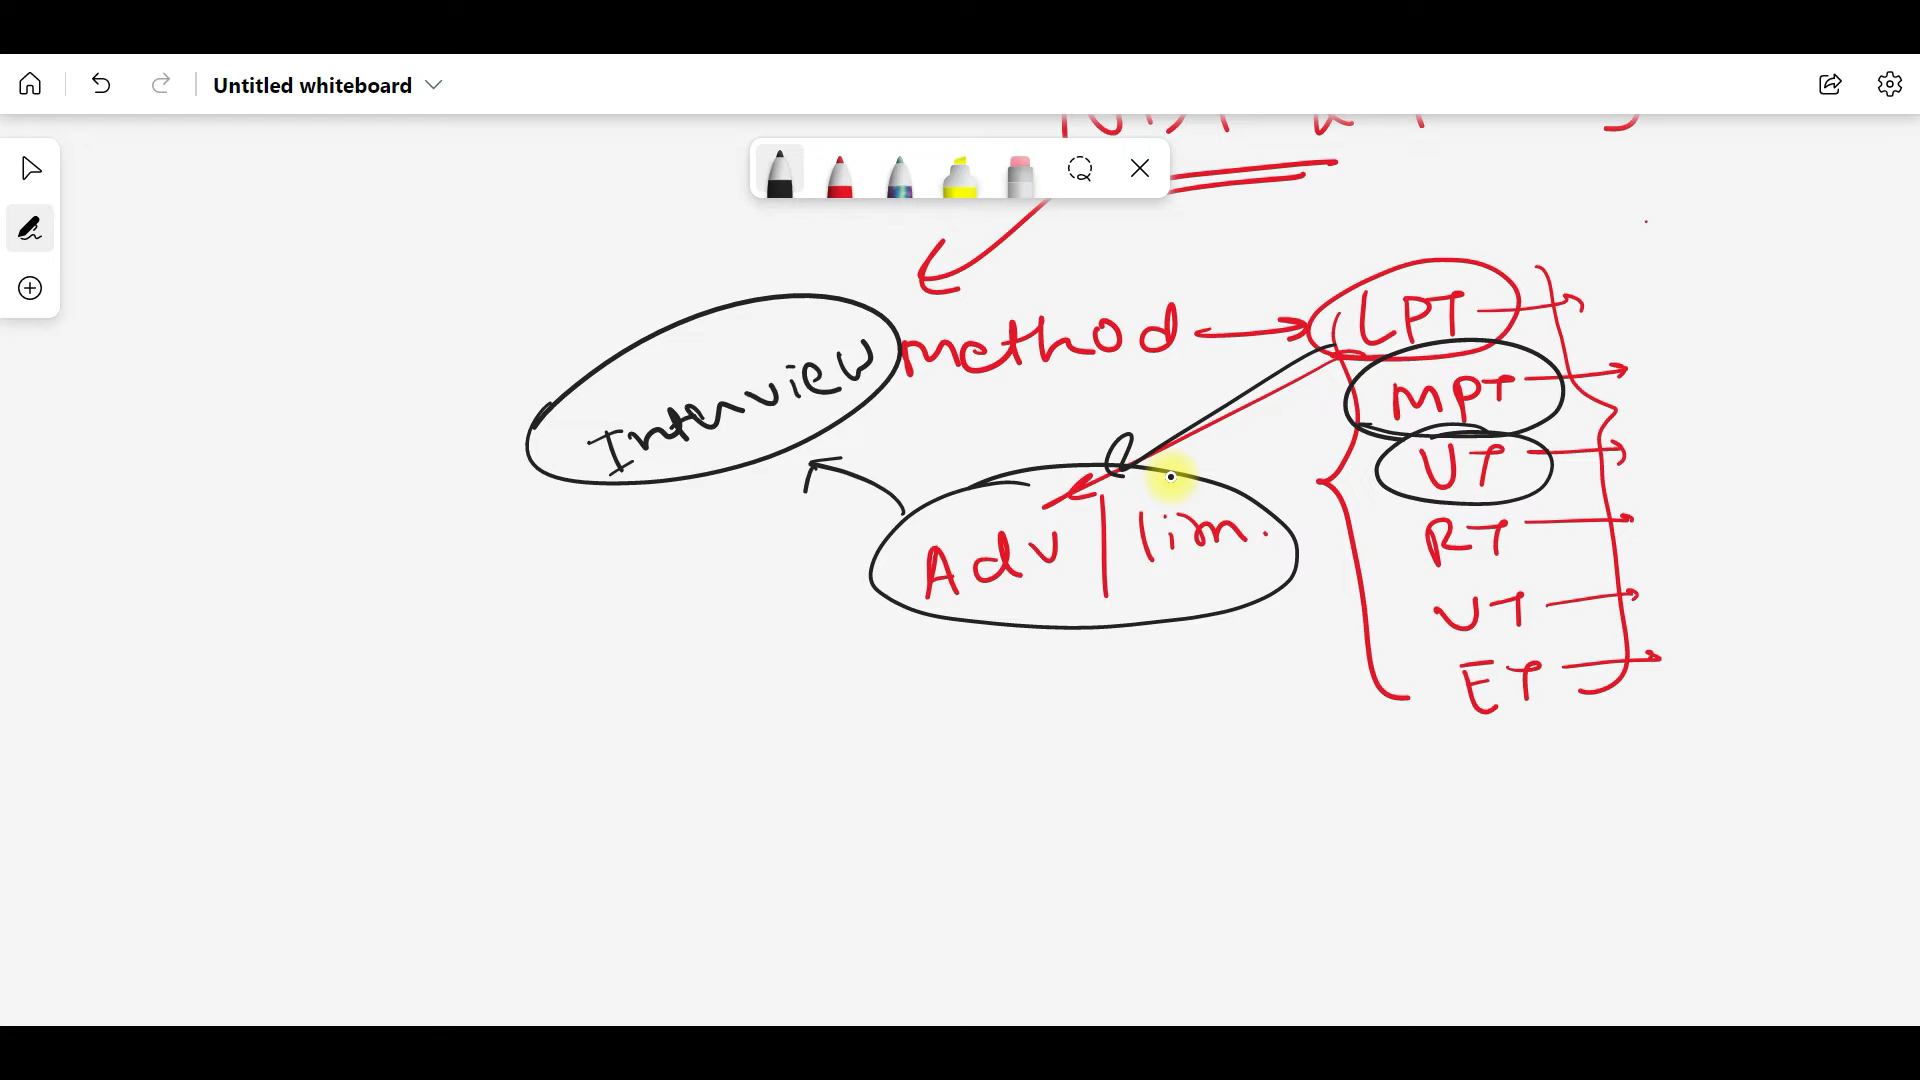 Untitled whiteboard
method
LPT
Interview
MPT
UT
Adv | lim.
RT
VT
ET